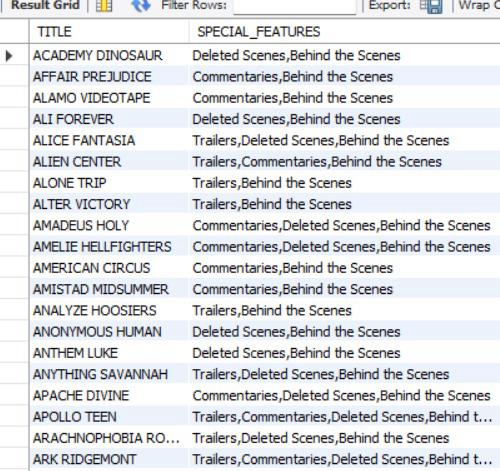 Result Grid Filter Rows: Export: Wrap C
TITLE SPECIAL_FEATURES
ACADEMY DINOSAUR Deleted Scenes,Behind the Scenes
AFFAIR PREJUDICE Commentaries,Behind the Scenes
ALAMO VIDEOTAPE Commentaries,Behind the Scenes
ALI FOREVER Deleted Scenes,Behind the Scenes
ALICE FANTASIA Trailers,Deleted Scenes,Behind the Scenes
ALIEN CENTER Trailers,Commentaries,Behind the Scenes
ALONE TRIP Trailers,Behind the Scenes
ALTER VICTORY Trailers,Behind the Scenes
AMADEUS HOLY Commentaries,Deleted Scenes,Behind the Scenes
AMELIE HELLFIGHTERS Commentaries,Deleted Scenes,Behind the Scenes
AMERICAN CIRCUS Commentaries,Behind the Scenes
AMISTAD MIDSUMMER Commentaries,Behind the Scenes
ANALYZE HOOSIERS Trailers,Behind the Scenes
ANONYMOUS HUMAN Deleted Scenes,Behind the Scenes
ANTHEM LUKE Deleted Scenes,Behind the Scenes
ANYTHING SAVANNAH Trailers,Deleted Scenes,Behind the Scenes
APACHE DIVINE Commentaries,Deleted Scenes,Behind the Scenes
APOLLO TEEN Trailers,Commentaries,Deleted Scenes,Behind t...
ARACHNOPHOBIA RO... Trailers,Deleted Scenes,Behind the Scenes
ARK RIDGEMONT Trailers,Commentaries,Deleted Scenes,Behind t...